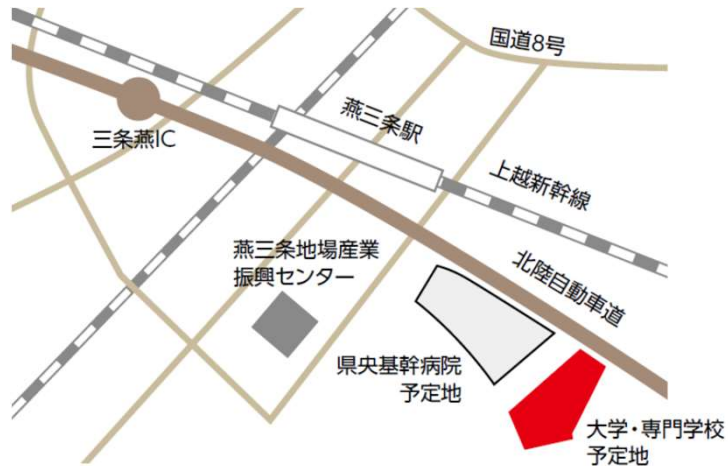 国道8号
燕三条駅
三条燕IC
上越新幹線
燕三条地場産業
振興センター
北陸自動車道
県央基幹病院
予定地
大学・専門学校
予定地